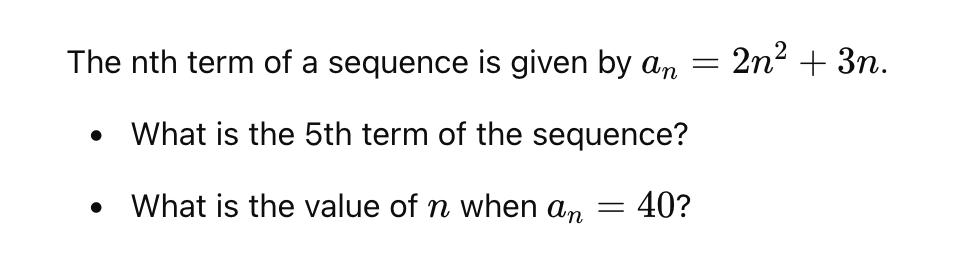 The nth term of a sequence is given by aₙ = 2n² + 3n.
• What is the 5th term of the sequence?
• What is the value of n when aₙ = 40?